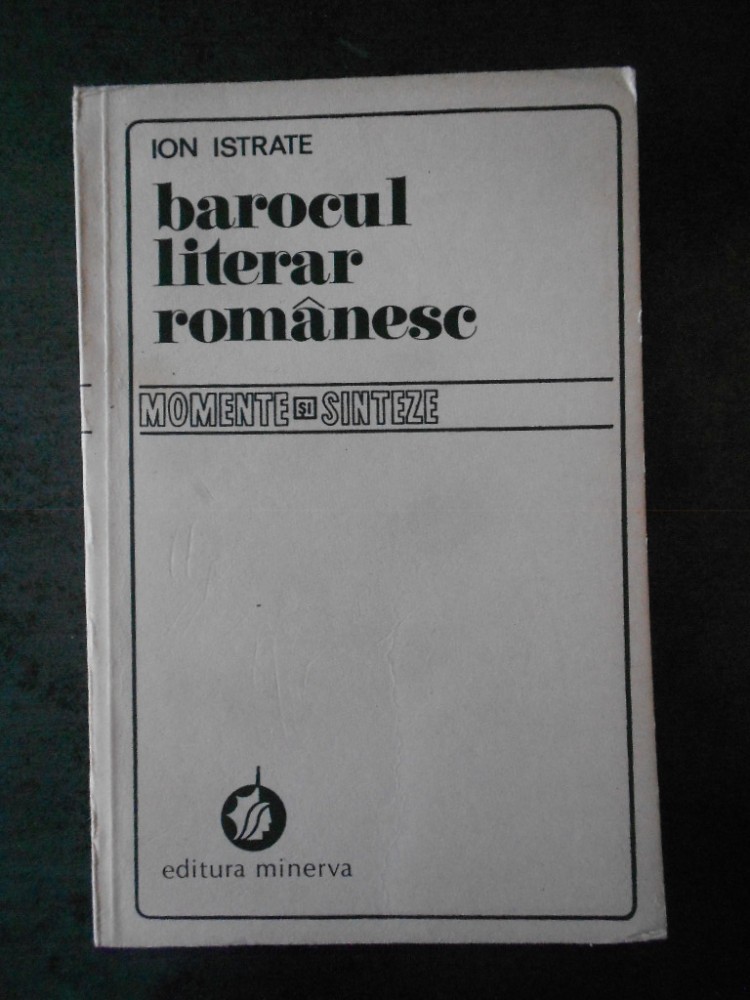 ION ISTRATE
barocul
literar
românesc
MOMENTE ȘI SINTEZE
editura minerva